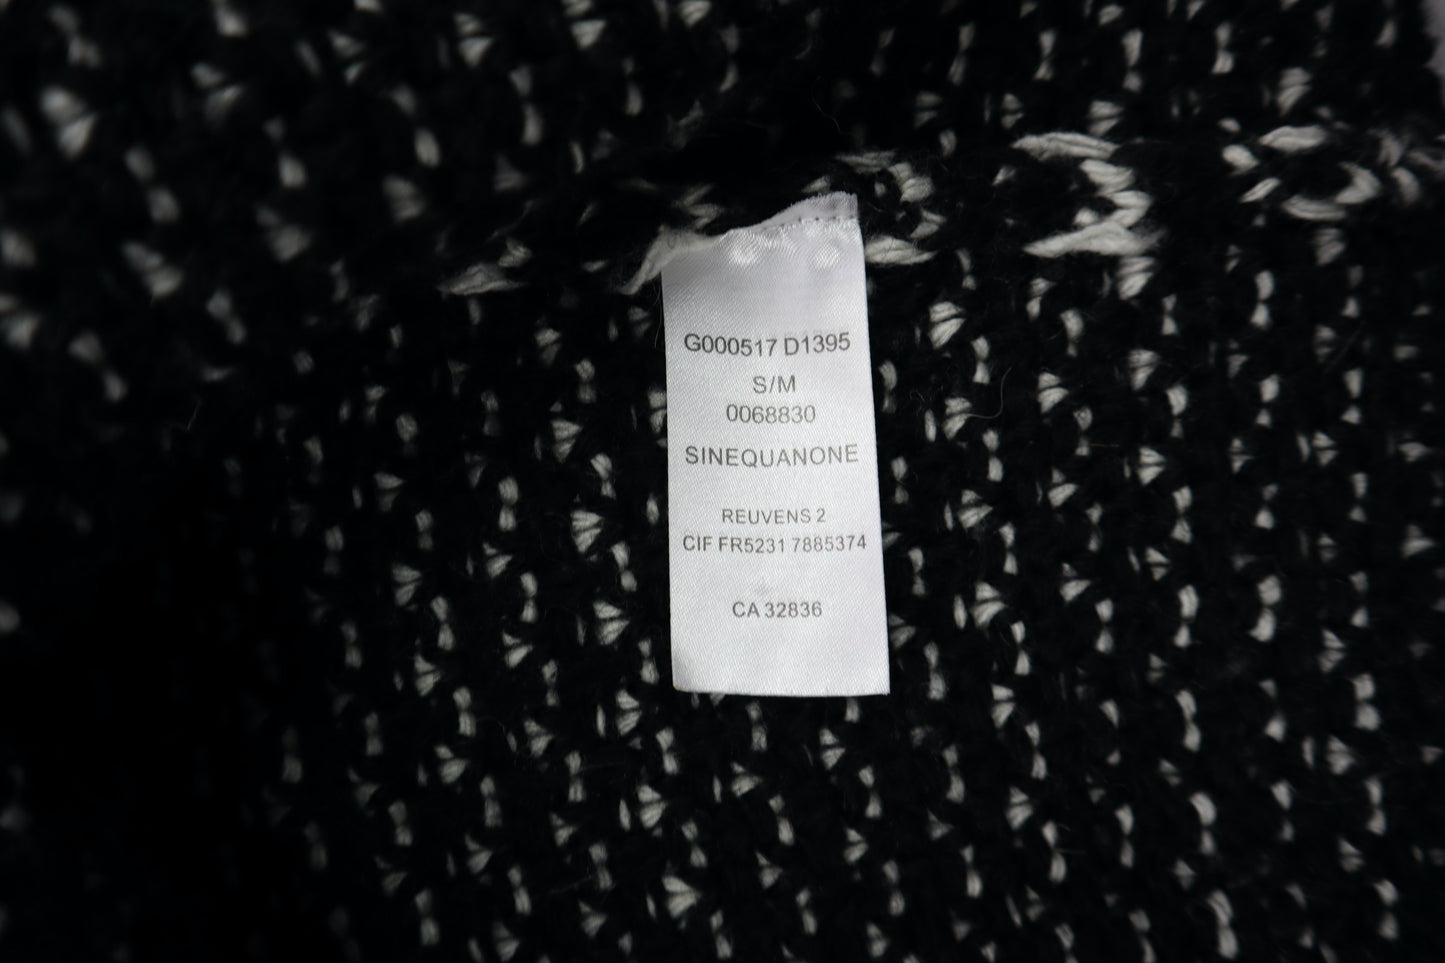 G000517 D1395
S/M
0068830
SINEQUANONE
REUVENS 2
CIF FR5231 7885374
CA 32836